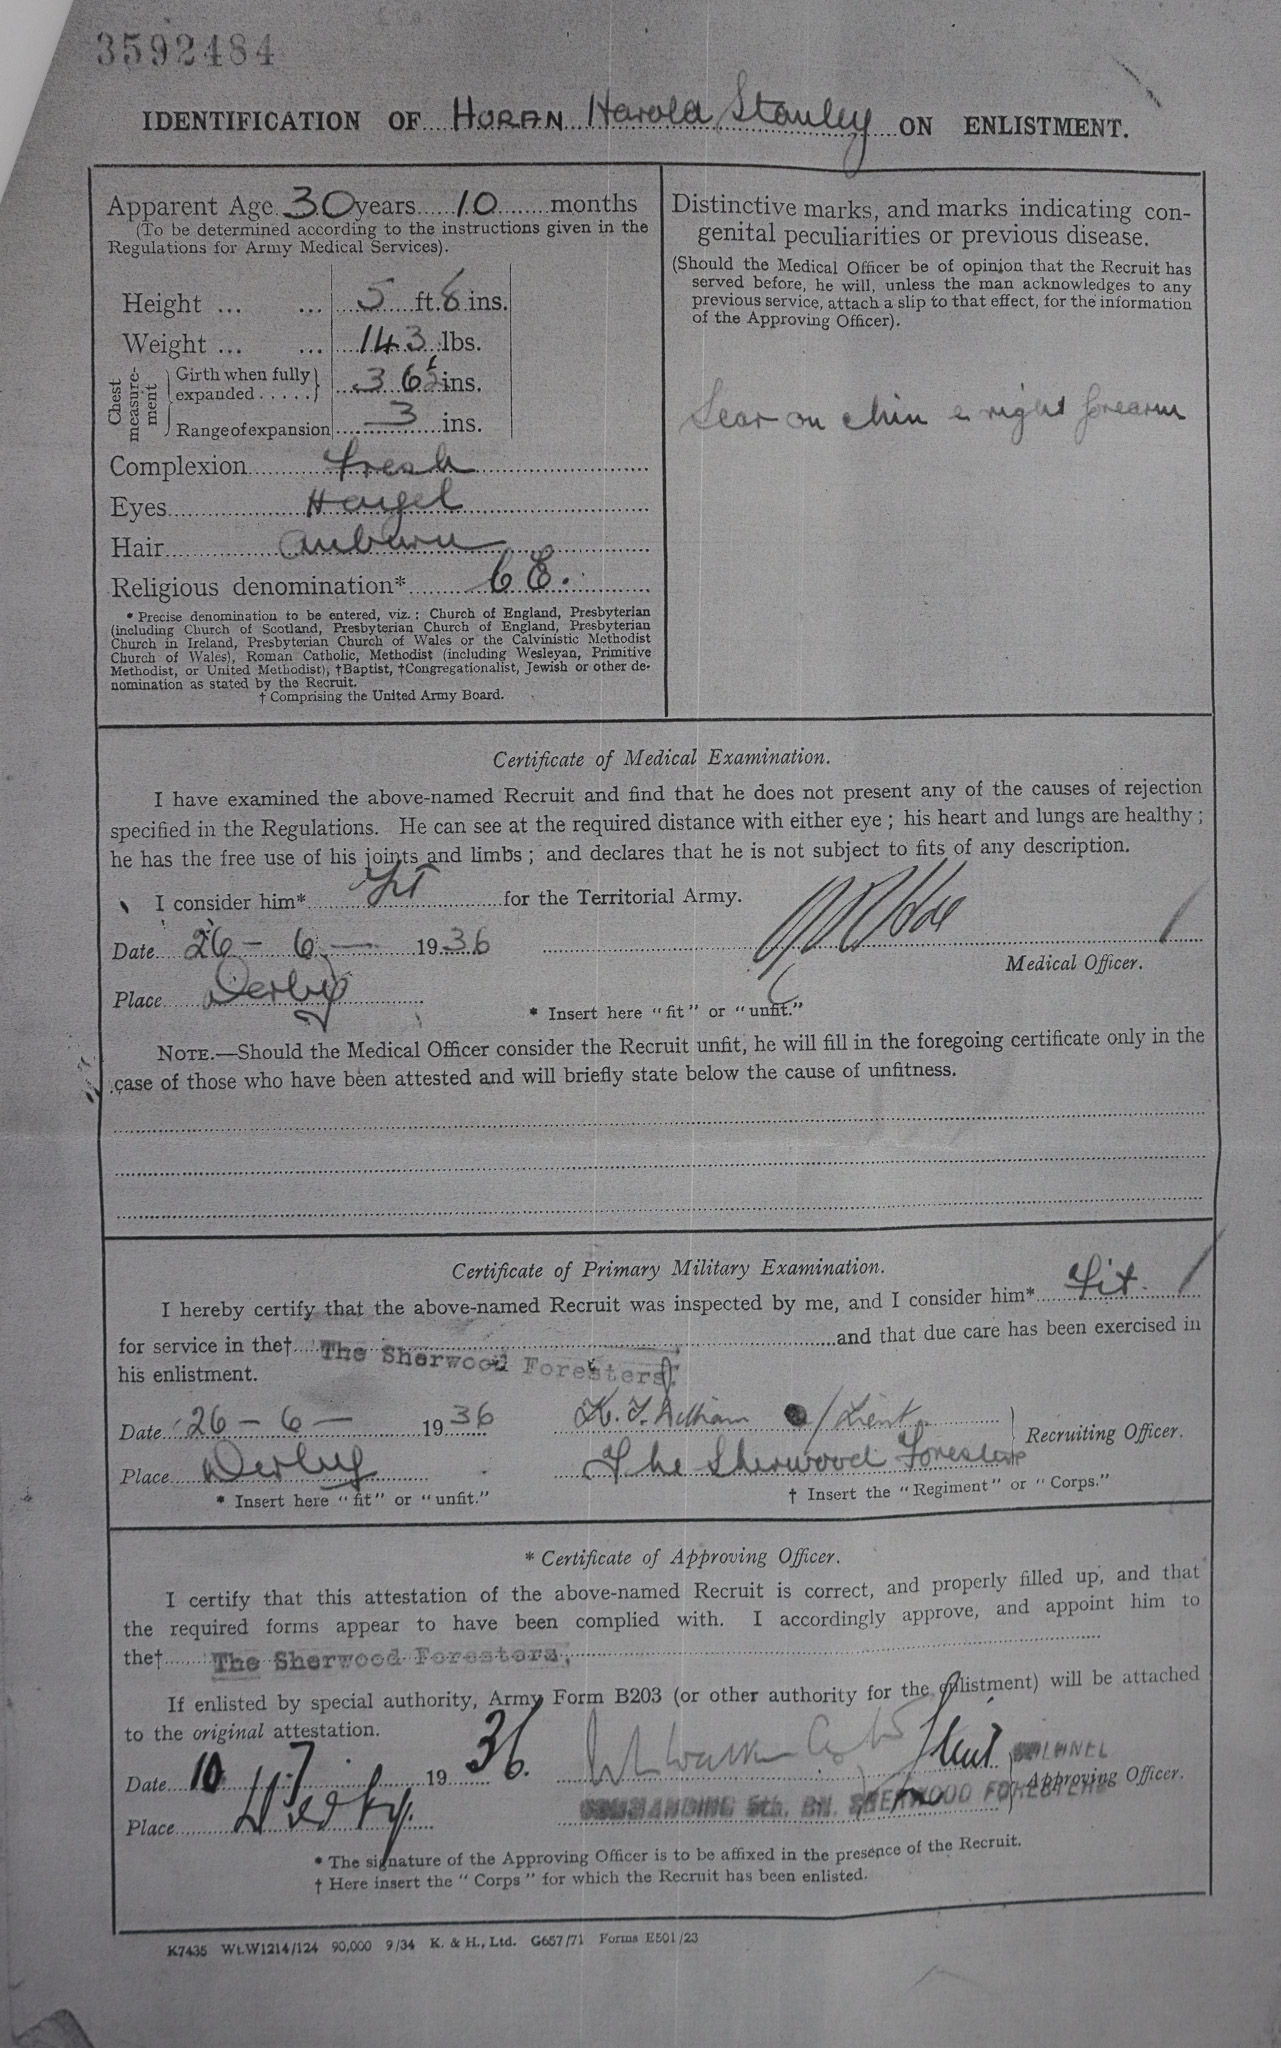 3592484
IDENTIFICATION OF HORAN Harold Stanley ON ENLISTMENT.
Apparent Age 30 years 10 months
(To be determined according to the instructions given in the
Regulations for Army Medical Services).
Height ... ... 5 ft. 6 ins.
Weight ... ... 143 lbs.
Chest measure-ment
Girth when fully
expanded ..... 36½ ins.
Range of expansion 3 ins.
Complexion Fresh
Eyes Hazel
Hair Auburn
Religious denomination* C E.
* Precise denomination to be entered, viz.: Church of England, Presbyterian
(including Church of Scotland, Presbyterian Church of England, Presbyterian
Church in Ireland, Presbyterian Church of Wales or the Calvinistic Methodist
Church of Wales), Roman Catholic, Methodist (including Wesleyan, Primitive
Methodist, or United Methodist), †Baptist, †Congregationalist, Jewish or other de-
nomination as stated by the Recruit.
† Comprising the United Army Board.
Distinctive marks, and marks indicating con-
genital peculiarities or previous disease.
(Should the Medical Officer be of opinion that the Recruit has
served before, he will, unless the man acknowledges to any
previous service, attach a slip to that effect, for the information
of the Approving Officer).
Scar on chin & right forearm
Certificate of Medical Examination.
I have examined the above-named Recruit and find that he does not present any of the causes of rejection
specified in the Regulations. He can see at the required distance with either eye; his heart and lungs are healthy;
he has the free use of his joints and limbs; and declares that he is not subject to fits of any description.
I consider him* Fit for the Territorial Army.
Date 26 - 6 - 1936
Medical Officer.
Place Derby
* Insert here "fit" or "unfit."
NOTE.—Should the Medical Officer consider the Recruit unfit, he will fill in the foregoing certificate only in the
case of those who have been attested and will briefly state below the cause of unfitness.
Certificate of Primary Military Examination.
I hereby certify that the above-named Recruit was inspected by me, and I consider him* Fit.
for service in the† The Sherwood Foresters. and that due care has been exercised in
his enlistment.
Date 26 - 6 - 1936 /Lieut. Recruiting Officer.
Place Derby The Sherwood Foresters
* Insert here "fit" or "unfit." † Insert the "Regiment" or "Corps."
* Certificate of Approving Officer.
I certify that this attestation of the above-named Recruit is correct, and properly filled up, and that
the required forms appear to have been complied with. I accordingly approve, and appoint him to
the† The Sherwood Foresters.
If enlisted by special authority, Army Form B203 (or other authority for the enlistment) will be attached
to the original attestation.
Date 10 . 7 . 1936. COLONEL
Approving Officer.
COMMANDING 5th. BN. SHERWOOD FORESTERS
Place Derby.
* The signature of the Approving Officer is to be affixed in the presence of the Recruit.
† Here insert the "Corps" for which the Recruit has been enlisted.
K7435 Wt.W1214/124 90,000 9/34 K. & H., Ltd. G657/71 Forms E501/23